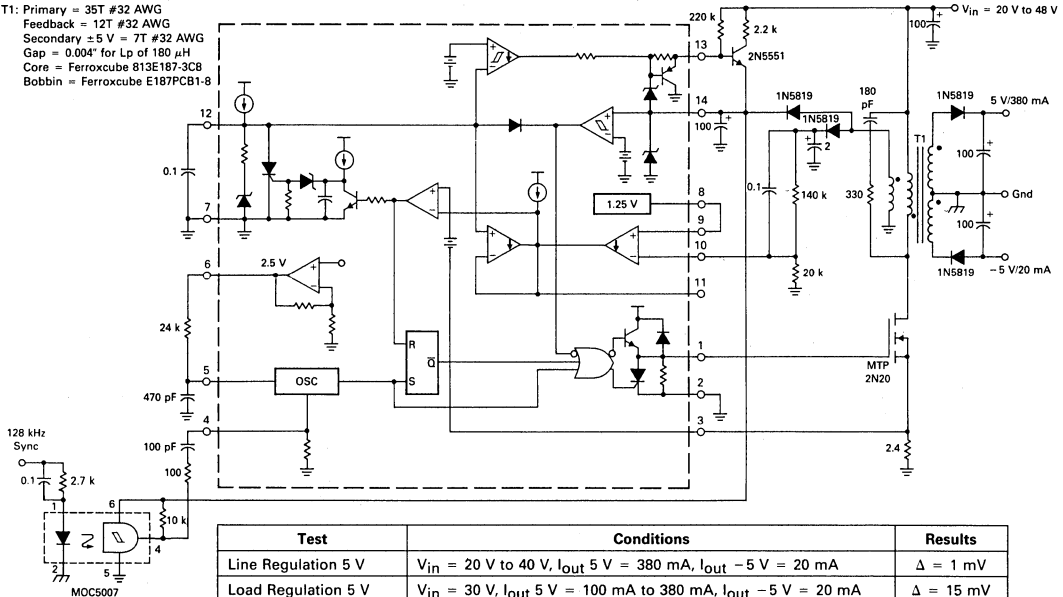 T1: Primary = 35T #32 AWG
Feedback = 12T #32 AWG
Secondary ±5 V = 7T #32 AWG
Gap = 0.004" for Lp of 180 μH
Core = Ferroxcube 813E187-3C8
Bobbin = Ferroxcube E187PCB1-8
220 k
2.2 k
100
+
Vin = 20 V to 48 V
13
2N5551
14
100
+
1N5819
1N5819
+
2
180
pF
330
T1
1N5819
5 V/380 mA
100
+
Gnd
100
+
1N5819
-5 V/20 mA
12
0.1
7
8
1.25 V
9
10
11
0.1
140 k
20 k
6
2.5 V
+
-
24 k
5
OSC
470 pF
4
R
Q
S
1
2
3
MTP
2N20
2.4
128 kHz
Sync
100 pF
100
0.1
2.7 k
10 k
1
6
4
2
5
MOC5007
Test Conditions Results
Line Regulation 5 V Vin = 20 V to 40 V, Iout 5 V = 380 mA, Iout -5 V = 20 mA Δ = 1 mV
Load Regulation 5 V Vin = 30 V, Iout 5 V = 100 mA to 380 mA, Iout -5 V = 20 mA Δ = 15 mV